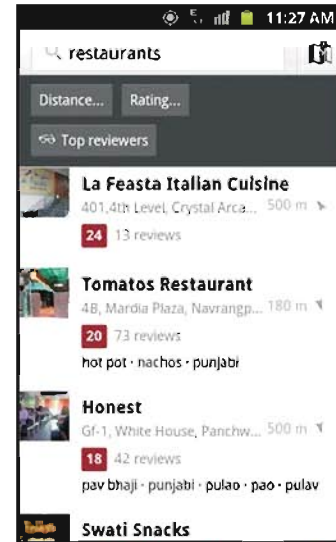 11:27 AM
restaurants
Distance... Rating...
Top reviewers
La Feasta Italian Cuisine
401,4th Level, Crystal Arca... 500 m
24 13 reviews
Tomatos Restaurant
4B, Mardia Plaza, Navrangp... 180 m
20 73 reviews
hot pot · nachos · punjabi
Honest
Gf-1, White House, Panchw... 500 m
18 42 reviews
pav bhaji · punjabi · pulao · pao · pulav
Swati Snacks